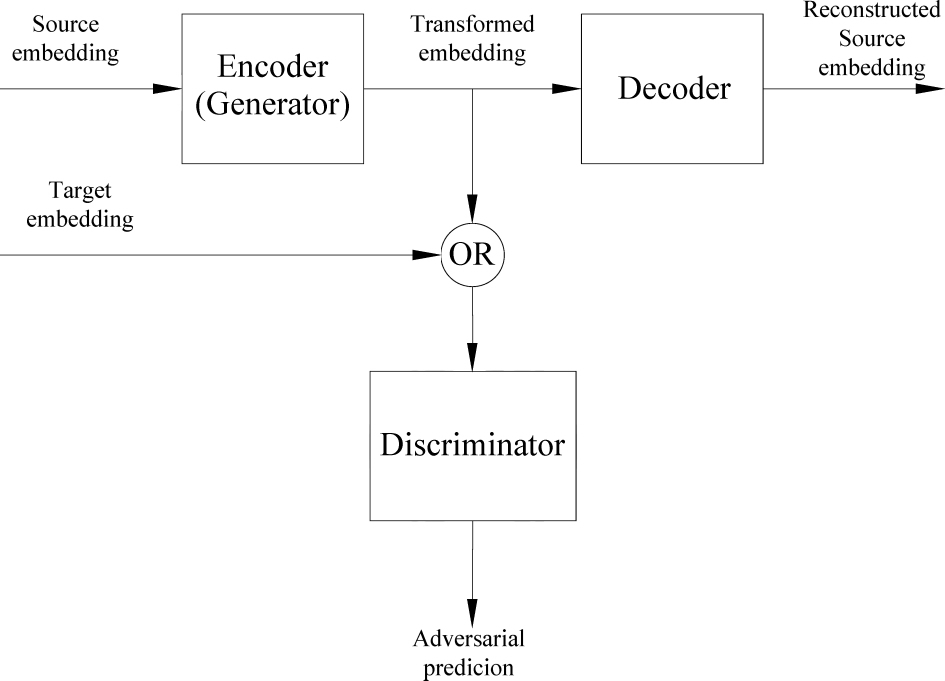 Source
embedding
Encoder
(Generator)
Transformed
embedding
Decoder
Reconstructed
Source
embedding
Target
embedding
OR
Discriminator
Adversarial
predicion